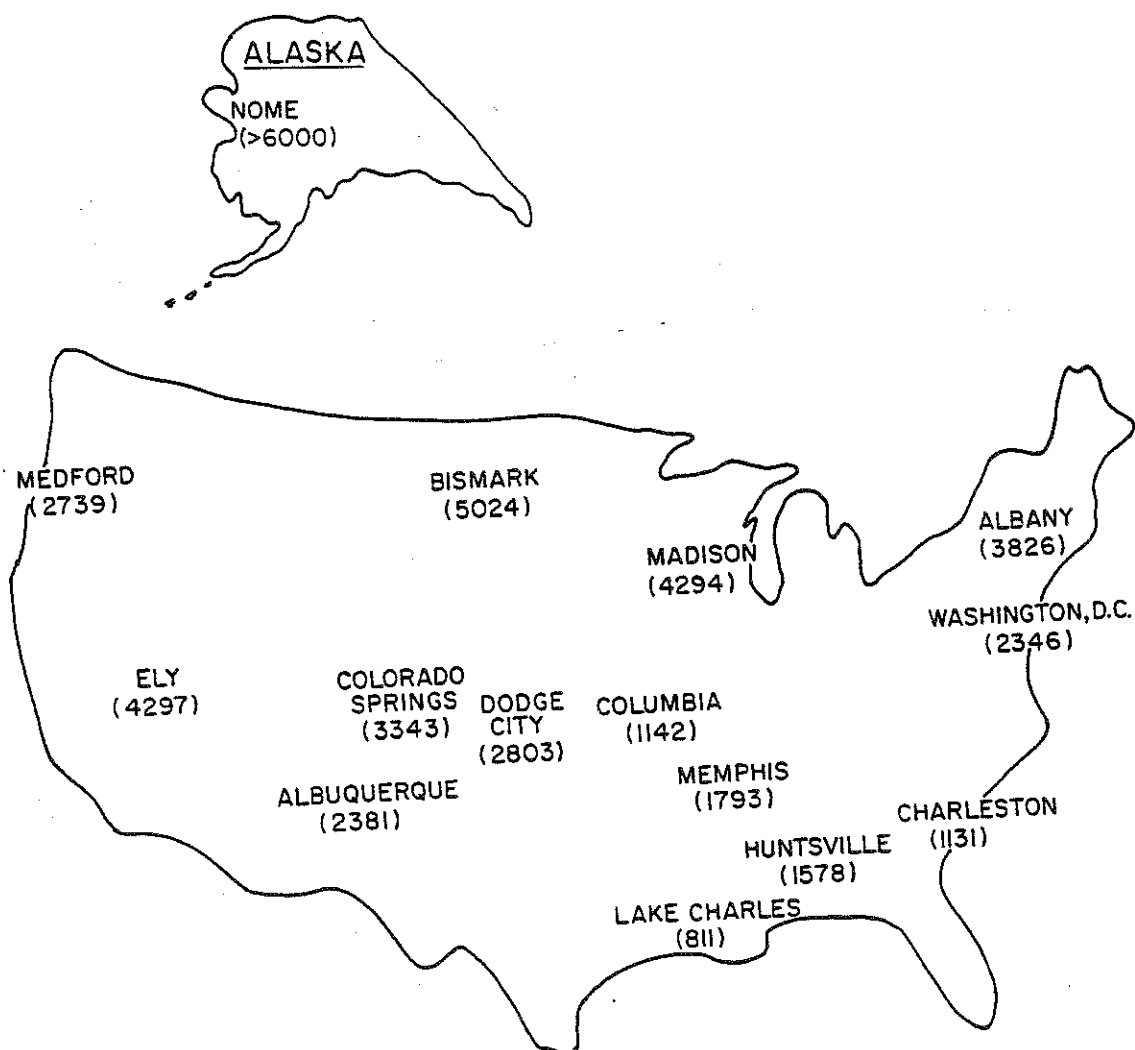 ALASKA
NOME
(>6000)
MEDFORD
(2739)
BISMARK
(5024)
ALBANY
(3826)
MADISON
(4294)
WASHINGTON, D.C.
(2346)
ELY
(4297)
COLORADO
SPRINGS
(3343)
DODGE
CITY
(2803)
COLUMBIA
(1142)
MEMPHIS
(1793)
ALBUQUERQUE
(2381)
CHARLESTON
(1131)
HUNTSVILLE
(1578)
LAKE CHARLES
(811)